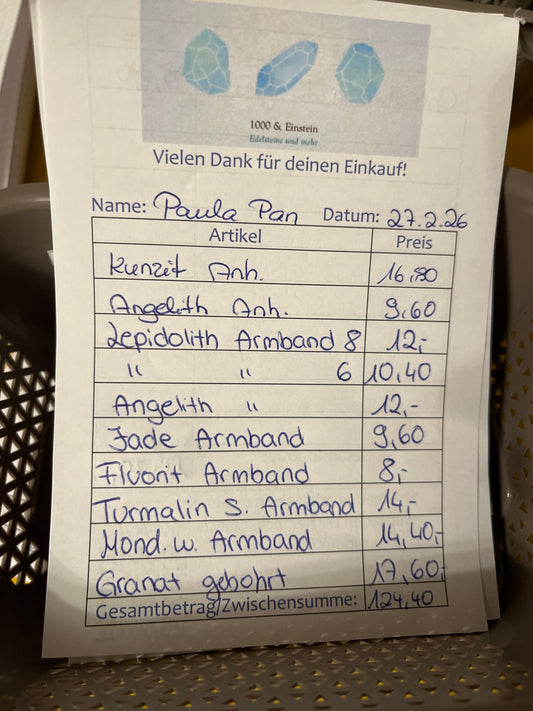 1000 & Einstein
Edelsteine und mehr
Vielen Dank für deinen Einkauf!
Name: Paula Pan Datum: 27.2.26
Artikel Preis
Kunzit Anh. 16,80
Angelith Anh. 9,60
Lepidolith Armband 8 12,-
" " 6 10,40
Angelith " 12,-
Jade Armband 9,60
Fluorit Armband 8,-
Turmalin S. Armband 14,-
Mond. w. Armband 14,40,-
Granat gebohrt 17,60,-
Gesamtbetrag/Zwischensumme: 124,40